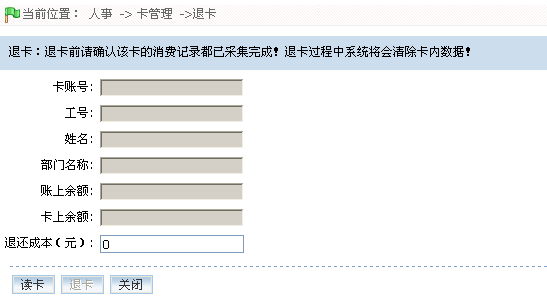 当前位置： 人事 -> 卡管理 ->退卡
退卡：退卡前请确认该卡的消费记录都已采集完成！退卡过程中系统将会清除卡内数据！
卡账号:
工号:
姓名:
部门名称:
账上余额:
卡上余额:
退还成本（元）: 0
读卡 退卡 关闭